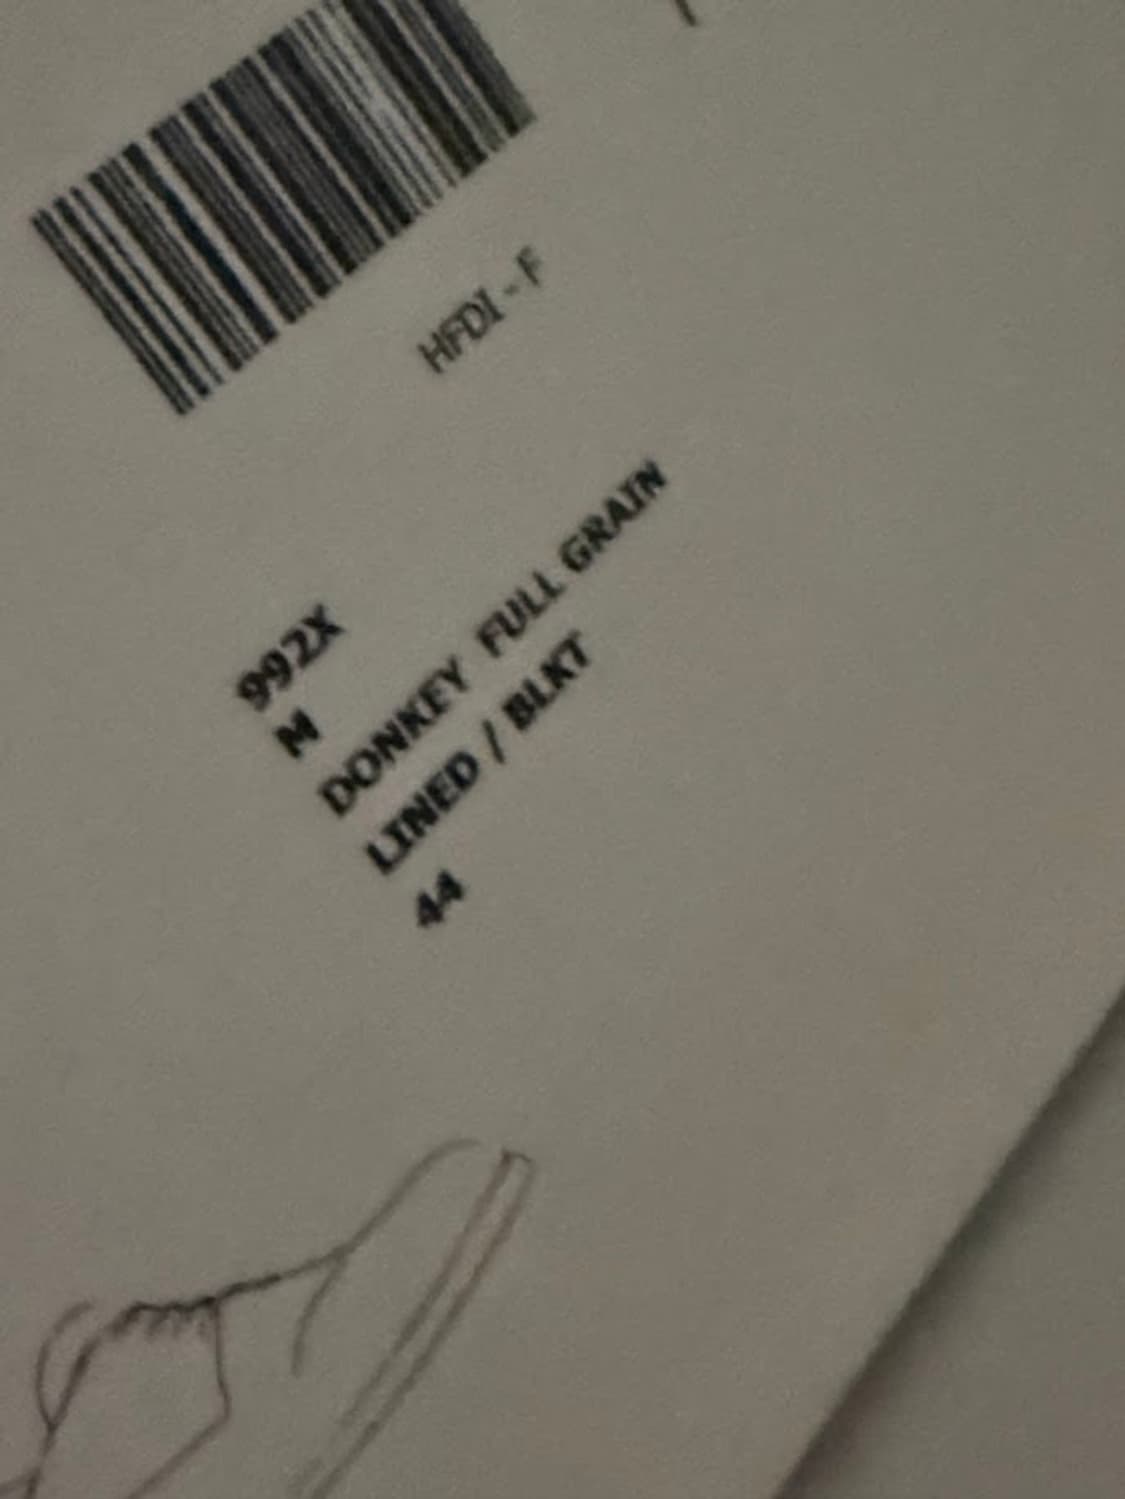 HFDI - F
992X
M
DONKEY FULL GRAIN
LINED / BLKT
44